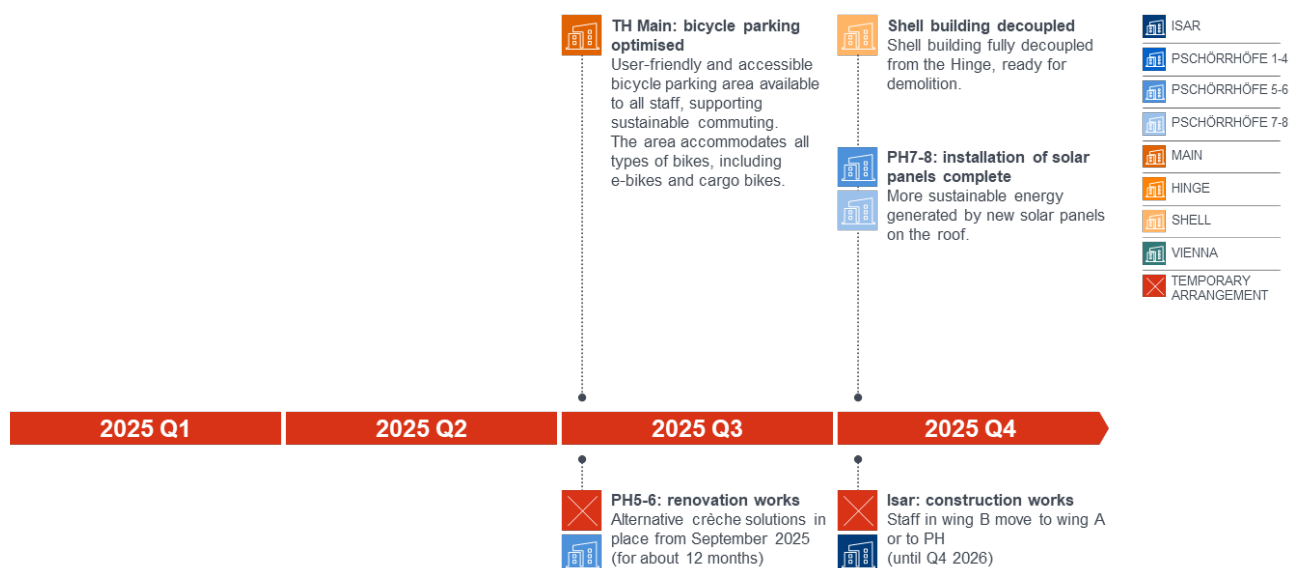 TH Main: bicycle parking
optimised
User-friendly and accessible
bicycle parking area available
to all staff, supporting
sustainable commuting.
The area accommodates all
types of bikes, including
e-bikes and cargo bikes.
Shell building decoupled
Shell building fully decoupled
from the Hinge, ready for
demolition.
PH7-8: installation of solar
panels complete
More sustainable energy
generated by new solar panels
on the roof.
ISAR
PSCHÖRRHÖFE 1-4
PSCHÖRRHÖFE 5-6
PSCHÖRRHÖFE 7-8
MAIN
HINGE
SHELL
VIENNA
TEMPORARY
ARRANGEMENT
2025 Q1
2025 Q2
2025 Q3
2025 Q4
PH5-6: renovation works
Alternative crèche solutions in
place from September 2025
(for about 12 months)
Isar: construction works
Staff in wing B move to wing A
or to PH
(until Q4 2026)